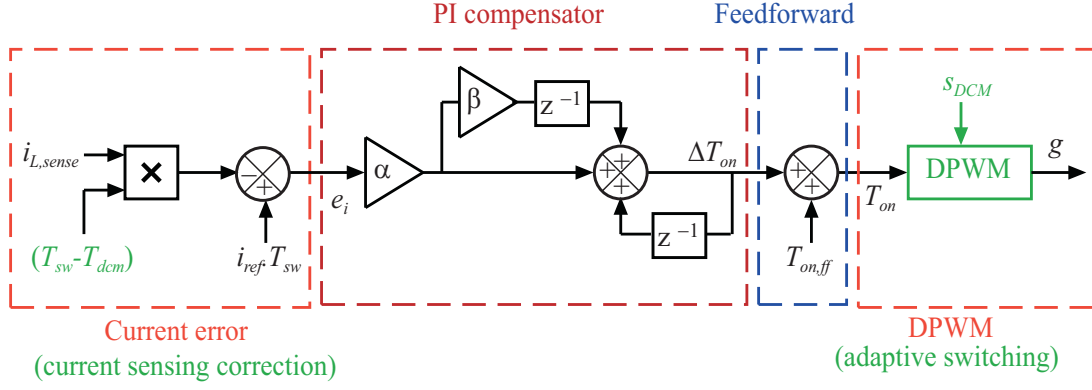 PI compensator
Feedforward
s_DCM
β
z⁻¹
i_L,sense
×
− +
α
+ + +
ΔT_on
+ +
DPWM
g
e_i
T_on
(T_sw-T_dcm)
i_ref.T_sw
z⁻¹
T_on,ff
Current error
(current sensing correction)
DPWM
(adaptive switching)